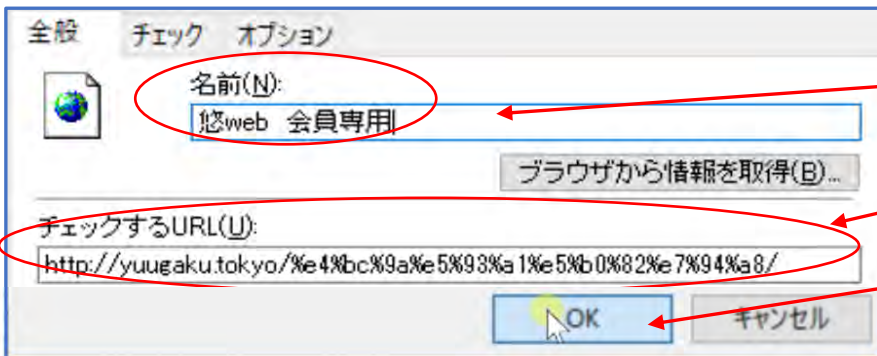 全般 チェック オプション
名前(N):
悠web 会員専用
ブラウザから情報を取得(B)...
チェックするURL(U):
http://yuugaku.tokyo/%e4%bc%9a%e5%93%a1%e5%b0%82%e7%94%a8/
OK キャンセル